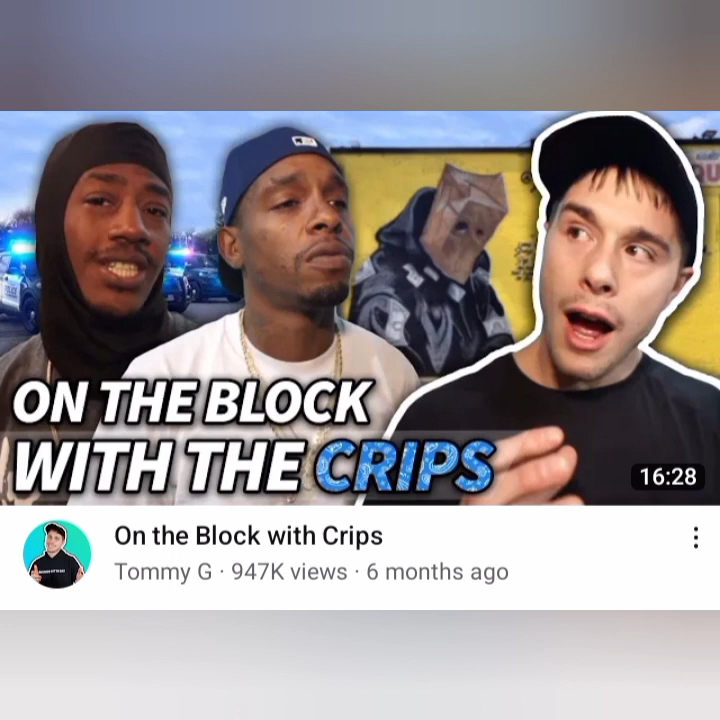 ON THE BLOCK
WITH THE CRIPS
16:28
On the Block with Crips
Tommy G · 947K views · 6 months ago